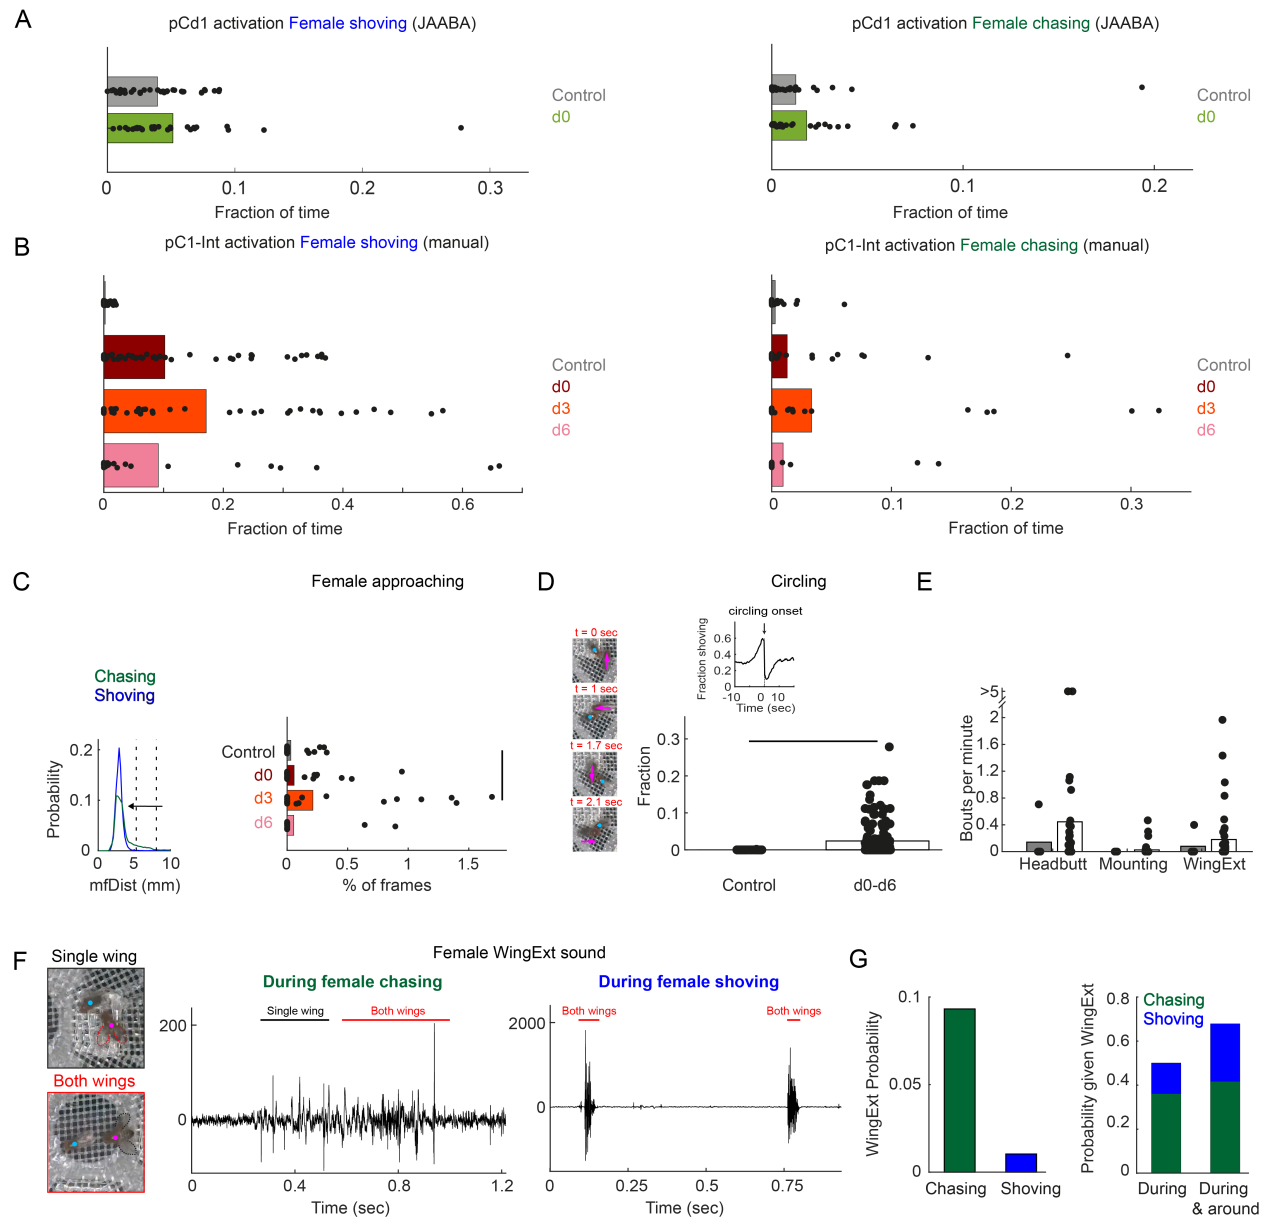 A
pCd1 activation Female shoving (JAABA)
Control
d0
0
0.1
0.2
0.3
Fraction of time
pCd1 activation Female chasing (JAABA)
Control
d0
0
0.1
0.2
Fraction of time
B
pC1-Int activation Female shoving (manual)
Control
d0
d3
d6
0
0.2
0.4
0.6
Fraction of time
pC1-Int activation Female chasing (manual)
Control
d0
d3
d6
0
0.1
0.2
0.3
Fraction of time
C
Female approaching
Chasing
Shoving
Probability
0.2
0.1
0
0
5
10
mfDist (mm)
Control
d0
d3
d6
0
0.5
1
1.5
% of frames
D
Circling
t = 0 sec
t = 1 sec
t = 1.7 sec
t = 2.1 sec
circling onset
Fraction shoving
0.6
0.4
0.2
0
-10
0
10
Time (sec)
Fraction
0.3
0.2
0.1
0
Control
d0-d6
E
Bouts per minute
>5
2
1.6
1.2
0.8
0.4
0
Headbutt
Mounting
WingExt
F
Single wing
Both wings
Female WingExt sound
During female chasing
Single wing
Both wings
200
0
0
0.4
0.8
1.2
Time (sec)
During female shoving
Both wings
Both wings
2000
0
0
0.25
0.5
0.75
Time (sec)
G
WingExt Probability
0.1
0.05
0
Chasing
Shoving
Probability given WingExt
0.8
0.6
0.4
0.2
0
Chasing
Shoving
During
During
& around